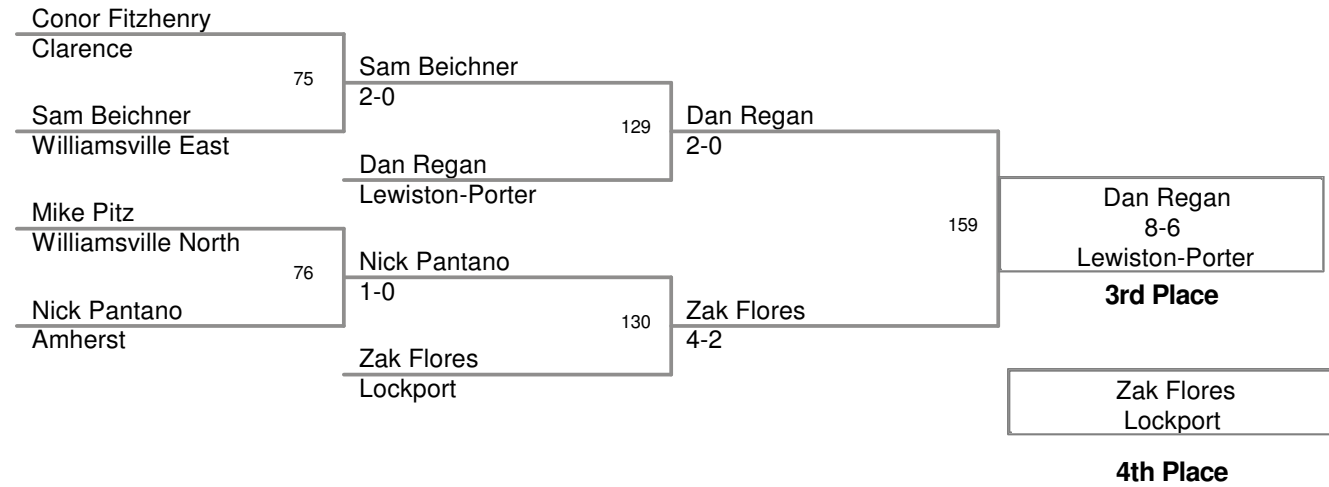 Conor Fitzhenry
Clarence
75
Sam Beichner
2-0
Sam Beichner
Williamsville East
129
Dan Regan
2-0
Dan Regan
Lewiston-Porter
Mike Pitz
Williamsville North
159
Dan Regan
8-6
Lewiston-Porter
3rd Place
76
Nick Pantano
1-0
Nick Pantano
Amherst
130
Zak Flores
4-2
Zak Flores
Lockport
Zak Flores
Lockport
4th Place